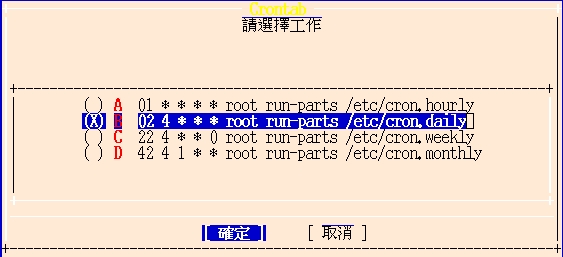 Crontab
請選擇工作
( ) A 01 * * * * root run-parts /etc/cron.hourly
(X) B 02 4 * * * root run-parts /etc/cron.daily
( ) C 22 4 * * 0 root run-parts /etc/cron.weekly
( ) D 42 4 1 * * root run-parts /etc/cron.monthly
[ 確定 ] [ 取消 ]